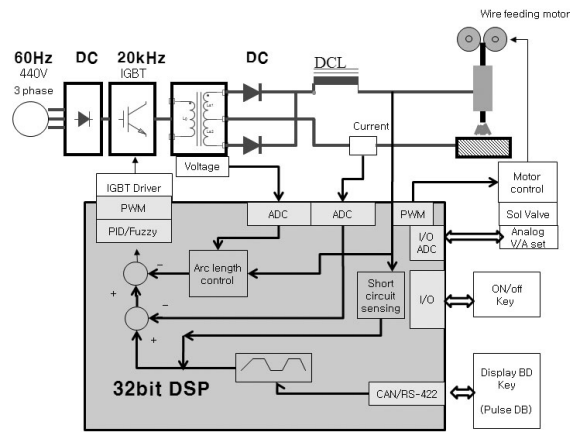 Wire feeding motor
60Hz
DC
20kHz
DC
440V
IGBT
3 phase
DCL
Current
Voltage
IGBT Driver
PWM
PID/Fuzzy
ADC
ADC
PWM
Motor
control
Sol Valve
Analog
V/A set
I/O
ADC
Arc length
control
Short
circuit
sensing
I/O
ON/off
Key
32bit DSP
CAN/RS-422
Display BD
Key
(Pulse DB)